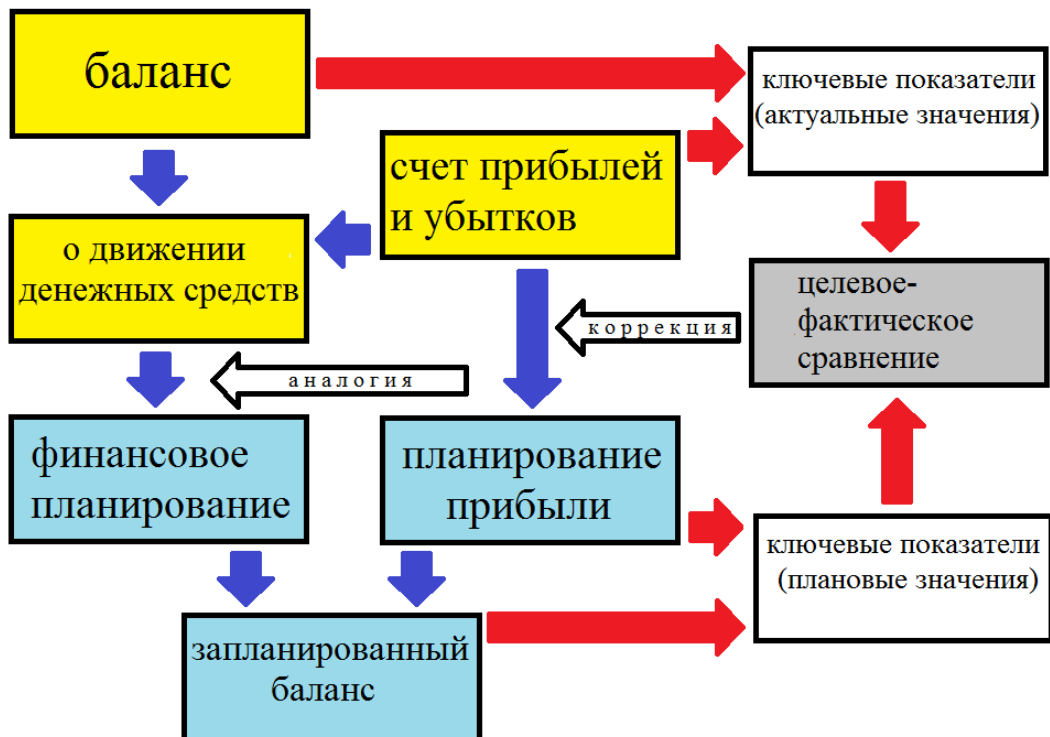 баланс
ключевые показатели
(актуальные значения)
счет прибылей
и убытков
о движении
денежных средств
целевое-
фактическое
сравнение
коррекция
аналогия
финансовое
планирование
планирование
прибыли
ключевые показатели
(плановые значения)
запланированный
баланс